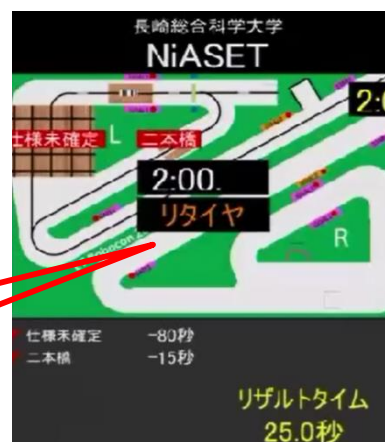 長崎総合科学大学
NiASET
2:0
仕様未確定
L
二本橋
2:00.
リタイヤ
R
仕様未確定 -80秒
二本橋 -15秒
リザルトタイム
25.0秒